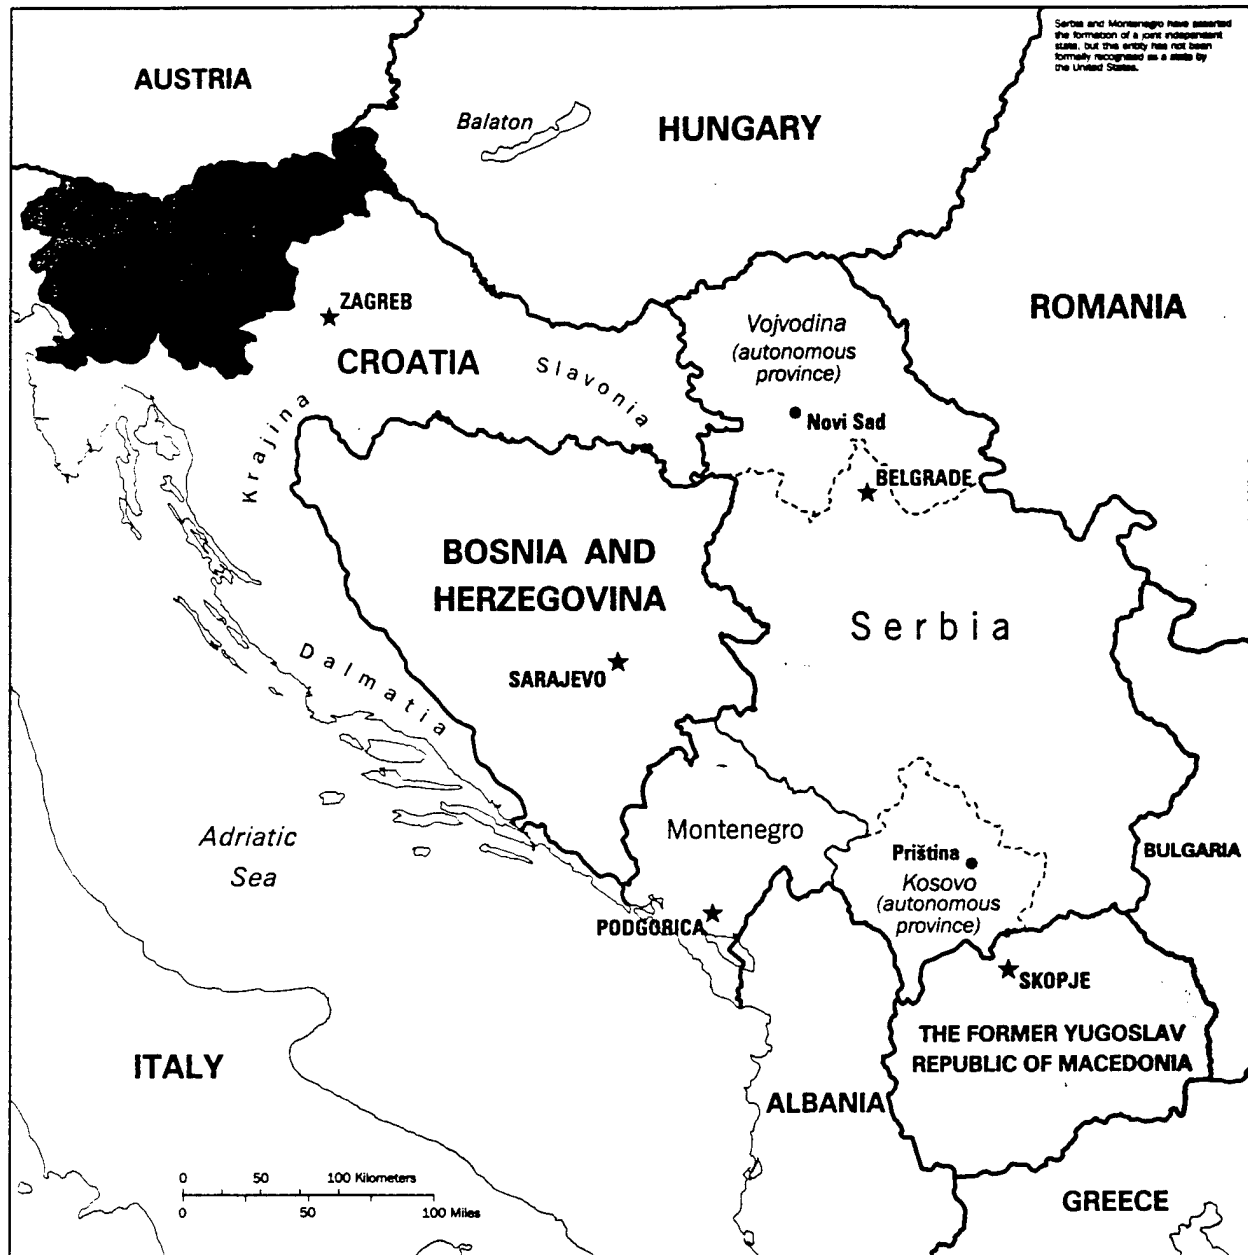 Serbia and Montenegro have asserted
the formation of a joint independent
state, but this entity has not been
formally recognized as a state by
the United States.
AUSTRIA
Balaton
HUNGARY
ROMANIA
ZAGREB
CROATIA
Slavonia
Vojvodina
(autonomous
province)
Novi Sad
Krajina
BELGRADE
BOSNIA AND
HERZEGOVINA
Serbia
SARAJEVO
Dalmatia
Adriatic
Sea
Montenegro
Priština
Kosovo
(autonomous
province)
BULGARIA
PODGORICA
SKOPJE
THE FORMER YUGOSLAV
REPUBLIC OF MACEDONIA
ITALY
ALBANIA
GREECE
0 50 100 Kilometers
0 50 100 Miles